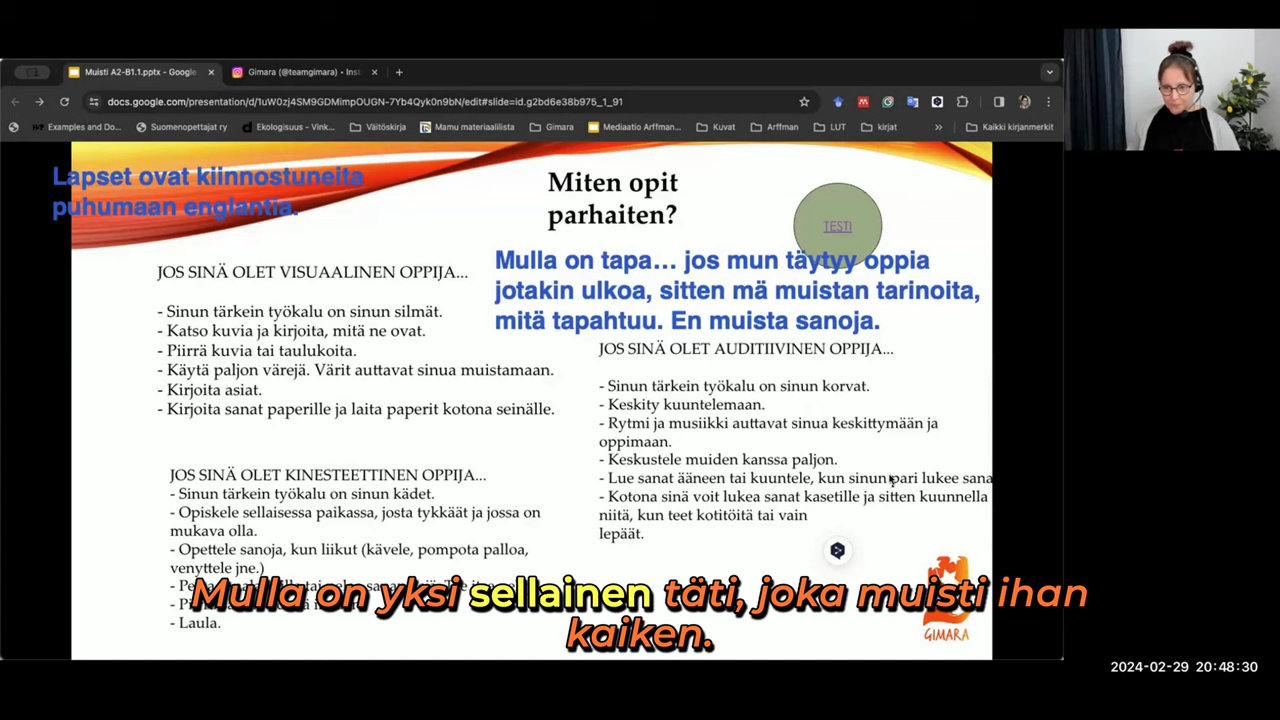 Muisti A2-B1.1.pptx - Google
Gimara (@teamgimara) • Inst
docs.google.com/presentation/d/1uW0zj4SM9GDMimpOUGN-7Yb4Qyk0n9bN/edit#slide=id.g2bd6e38b975_1_91
Examples and Do...
Suomenopettajat ry
Ekologisuus - Vink...
Väitöskirja
Mamu materiaalista
Gimara
Mediaatio Arffman...
Kuvat
Arffman
LUT
kirjat
»
Kaikki kirjanmerkit
Lapset ovat kiinnostuneita
puhumaan englantia.
Miten opit
parhaiten?
TESTI
Mulla on tapa... jos mun täytyy oppia
jotakin ulkoa, sitten mä muistan tarinoita,
mitä tapahtuu. En muista sanoja.
JOS SINÄ OLET VISUAALINEN OPPIJA...
- Sinun tärkein työkalu on sinun silmät.
- Katso kuvia ja kirjoita, mitä ne ovat.
- Piirrä kuvia tai taulukoita.
- Käytä paljon värejä. Värit auttavat sinua muistamaan.
- Kirjoita asiat.
- Kirjoita sanat paperille ja laita paperit kotona seinälle.
JOS SINÄ OLET AUDITIIVINEN OPPIJA...
- Sinun tärkein työkalu on sinun korvat.
- Keskity kuuntelemaan.
- Rytmi ja musiikki auttavat sinua keskittymään ja
oppimaan.
- Keskustele muiden kanssa paljon.
- Lue sanat ääneen tai kuuntele, kun sinun pari lukee sana
- Kotona sinä voit lukea sanat kasetille ja sitten kuunnella
niitä, kun teet kotitöitä tai vain
lepäät.
JOS SINÄ OLET KINESTEETTINEN OPPIJA...
- Sinun tärkein työkalu on sinun kädet.
- Opiskele sellaisessa paikassa, josta tykkäät ja jossa on
mukava olla.
- Opettele sanoja, kun liikut (kävele, pompota palloa,
venyttele jne.)
- Laula.
Mulla on yksi sellainen täti, joka muisti ihan
kaiken.
GIMARA
2024-02-29 20:48:30